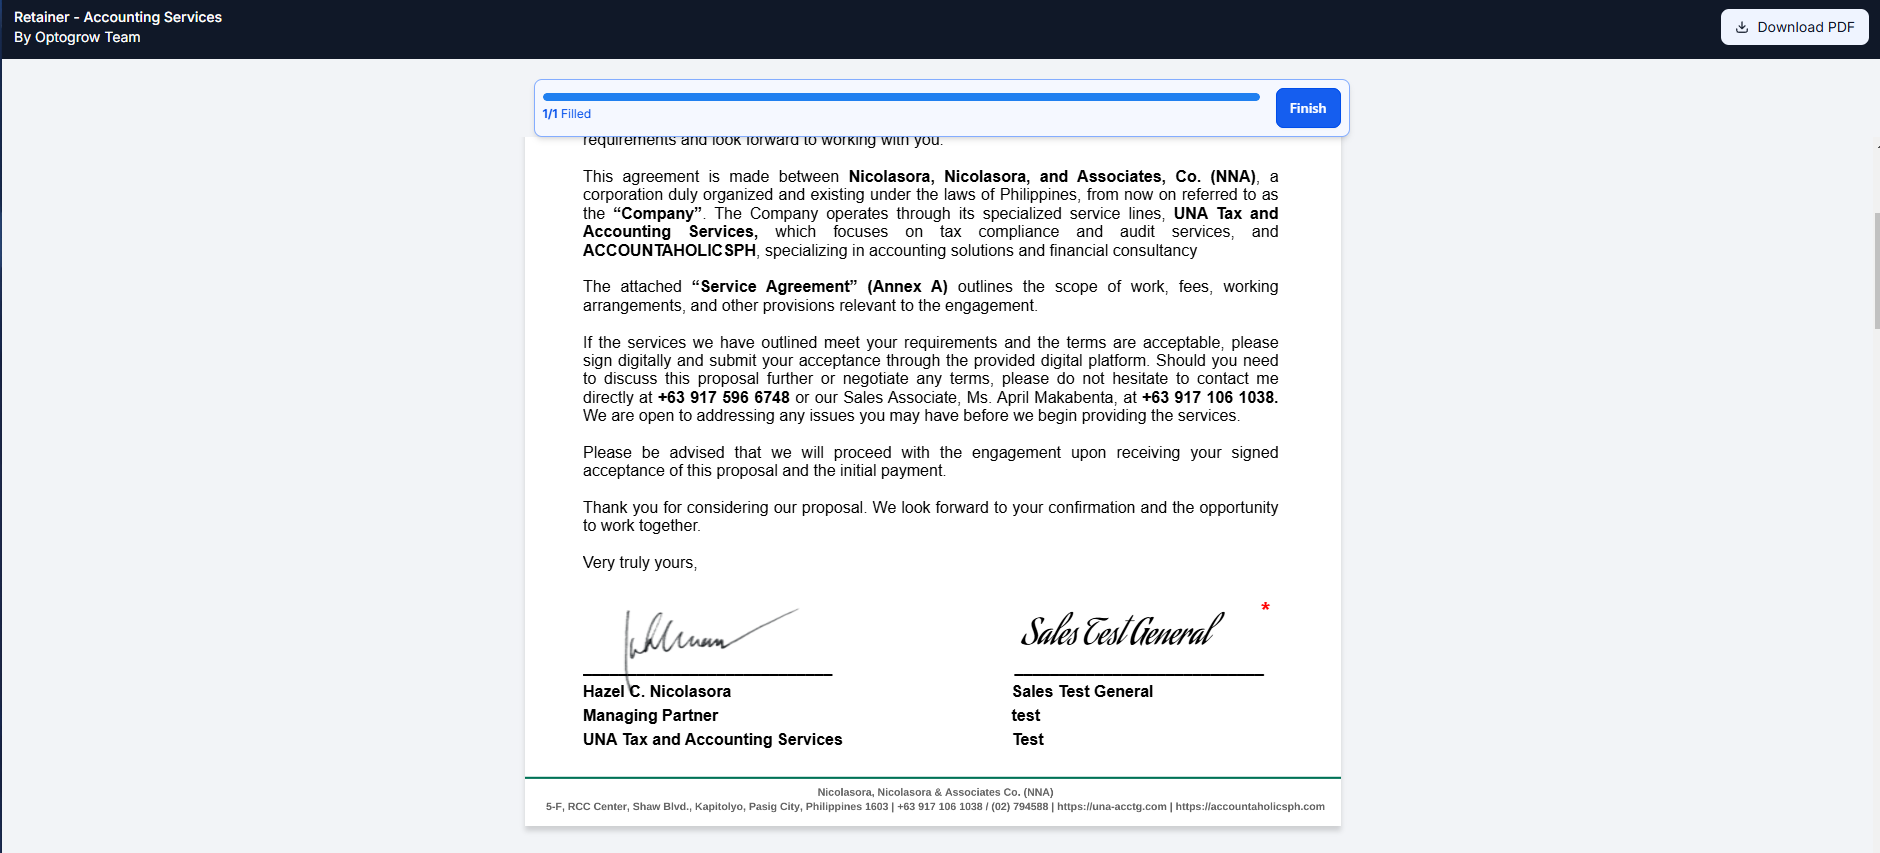 Retainer - Accounting Services
By Optogrow Team
Download PDF
1/1 Filled
Finish
requirements and look forward to working with you.
This agreement is made between Nicolasora, Nicolasora, and Associates, Co. (NNA), a
corporation duly organized and existing under the laws of Philippines, from now on referred to as
the “Company”. The Company operates through its specialized service lines, UNA Tax and
Accounting Services, which focuses on tax compliance and audit services, and
ACCOUNTAHOLICSPH, specializing in accounting solutions and financial consultancy
The attached “Service Agreement” (Annex A) outlines the scope of work, fees, working
arrangements, and other provisions relevant to the engagement.
If the services we have outlined meet your requirements and the terms are acceptable, please
sign digitally and submit your acceptance through the provided digital platform. Should you need
to discuss this proposal further or negotiate any terms, please do not hesitate to contact me
directly at +63 917 596 6748 or our Sales Associate, Ms. April Makabenta, at +63 917 106 1038.
We are open to addressing any issues you may have before we begin providing the services.
Please be advised that we will proceed with the engagement upon receiving your signed
acceptance of this proposal and the initial payment.
Thank you for considering our proposal. We look forward to your confirmation and the opportunity
to work together.
Very truly yours,
Sales Test General *
Hazel C. Nicolasora
Managing Partner
UNA Tax and Accounting Services
Sales Test General
test
Test
Nicolasora, Nicolasora & Associates Co. (NNA)
5-F, RCC Center, Shaw Blvd., Kapitolyo, Pasig City, Philippines 1603 | +63 917 106 1038 / (02) 794588 | https://una-acctg.com | https://accountaholicsph.com